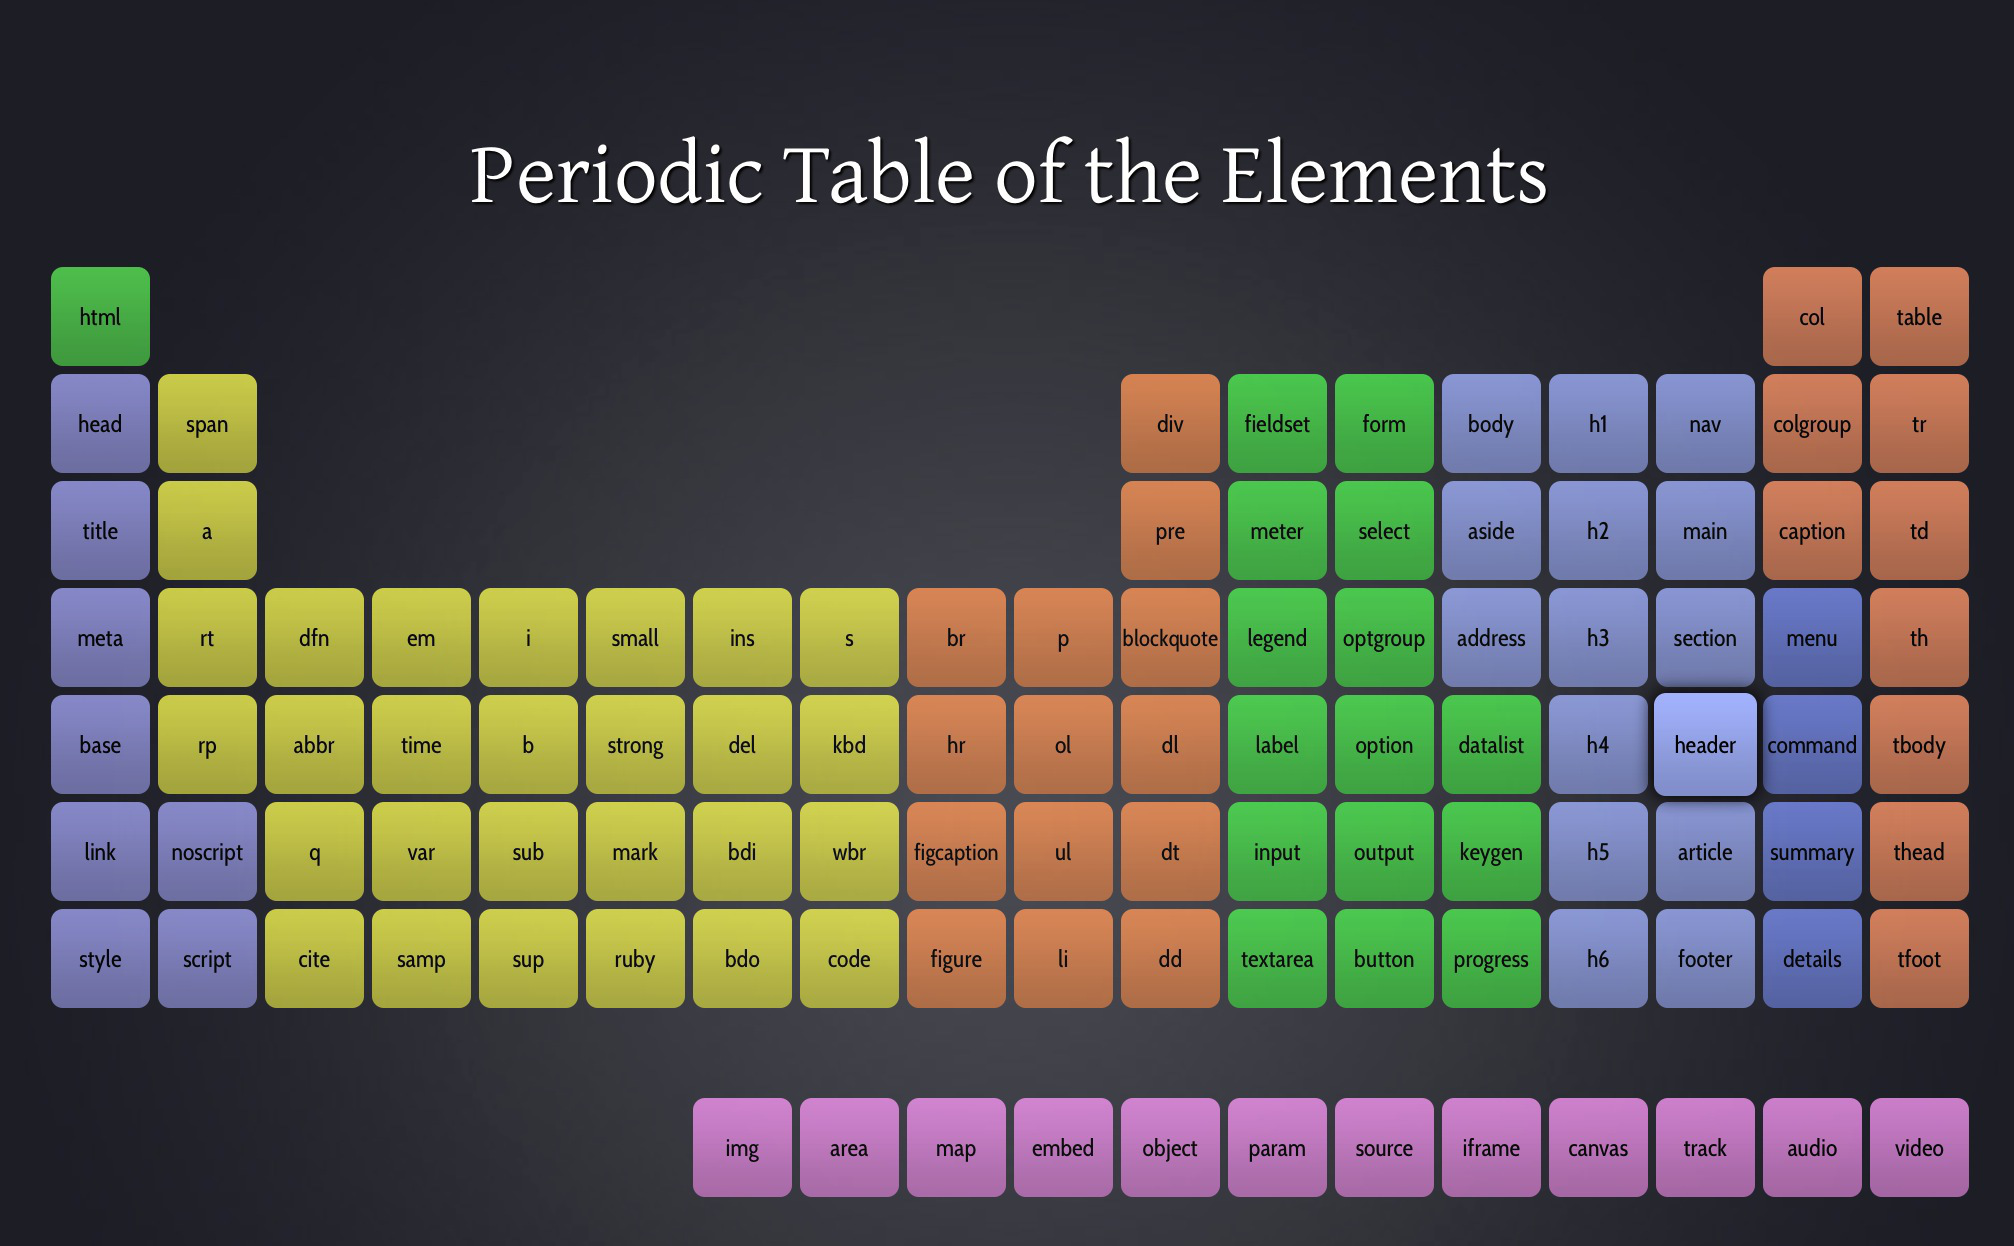 Periodic Table of the Elements
html col table
head span div fieldset form body h1 nav colgroup tr
title a pre meter select aside h2 main caption td
meta rt dfn em i small ins s br p blockquote legend optgroup address h3 section menu th
base rp abbr time b strong del kbd hr ol dl label option datalist h4 header command tbody
link noscript q var sub mark bdi wbr figcaption ul dt input output keygen h5 article summary thead
style script cite samp sup ruby bdo code figure li dd textarea button progress h6 footer details tfoot
img area map embed object param source iframe canvas track audio video